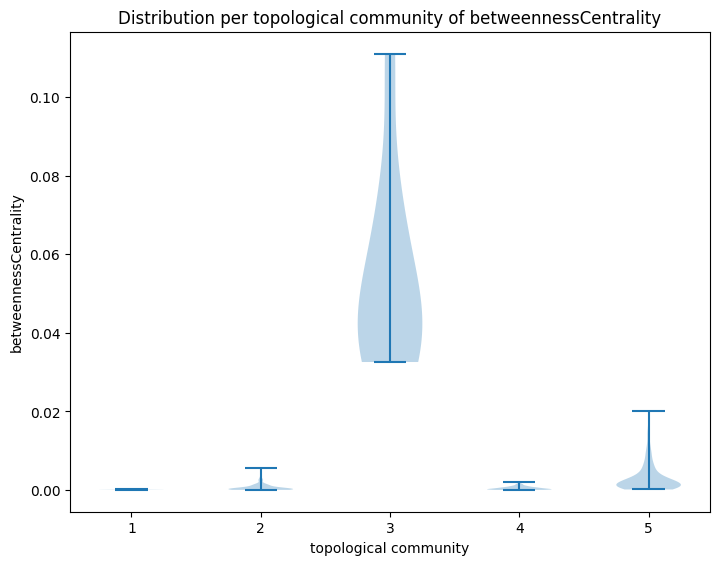 Distribution per topological community of betweennessCentrality
betweennessCentrality
0.10
0.08
0.06
0.04
0.02
0.00
1 2 3 4 5
topological community